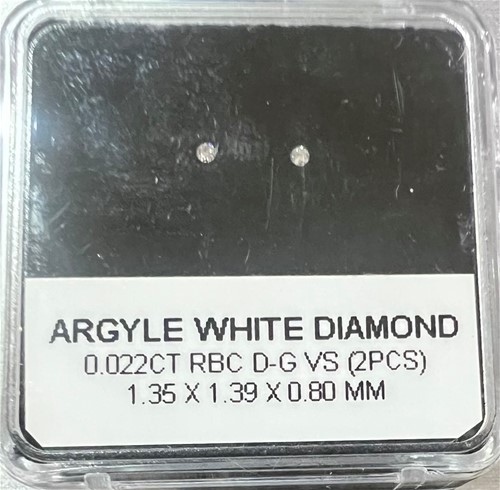 ARGYLE WHITE DIAMOND
0.022CT RBC D-G VS (2PCS)
1.35 X 1.39 X 0.80 MM